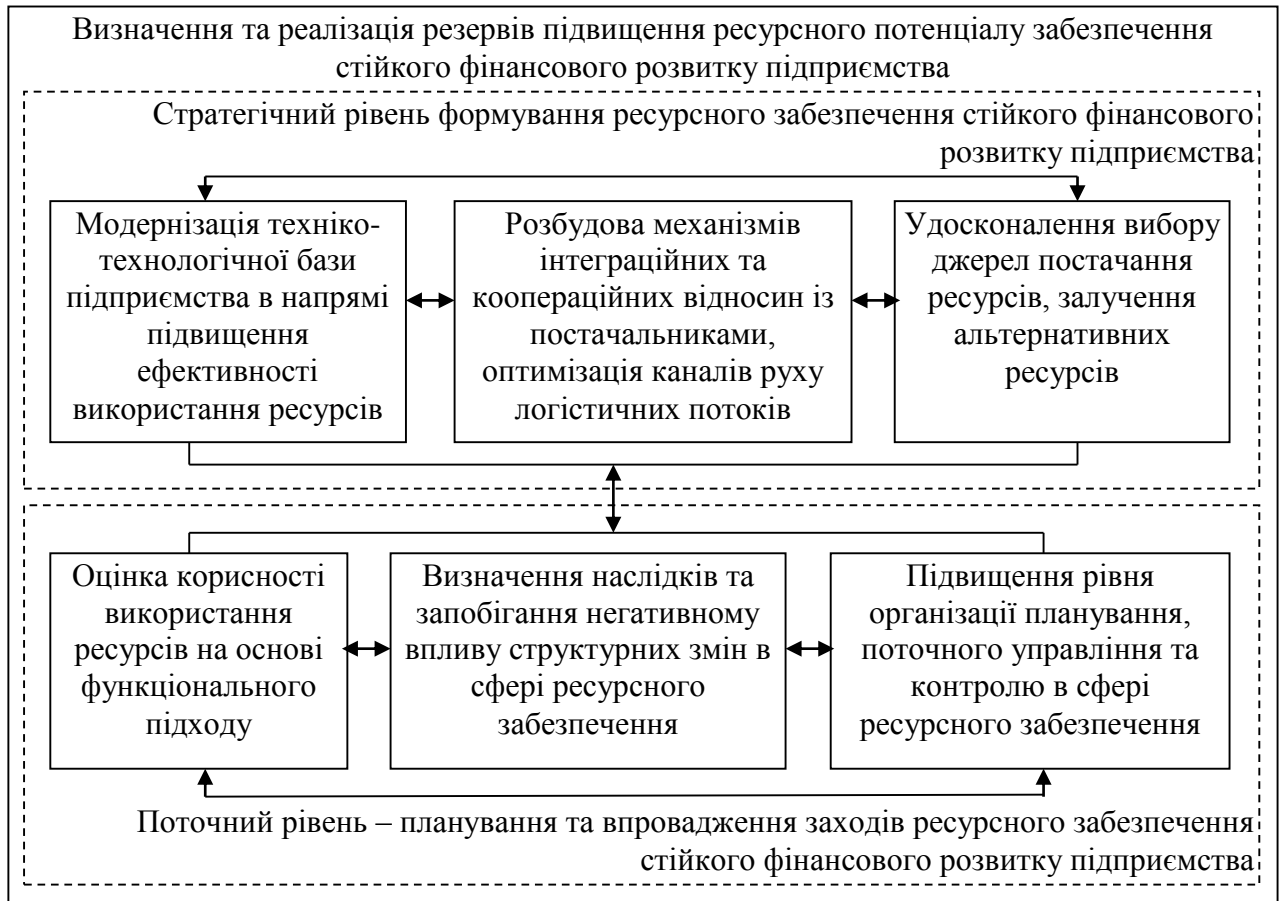 Визначення та реалізація резервів підвищення ресурсного потенціалу забезпечення
стійкого фінансового розвитку підприємства
Стратегічний рівень формування ресурсного забезпечення стійкого фінансового
розвитку підприємства
Модернізація техніко-
технологічної бази
підприємства в напрямі
підвищення
ефективності
використання ресурсів
Розбудова механізмів
інтеграційних та
коопераційних відносин із
постачальниками,
оптимізація каналів руху
логістичних потоків
Удосконалення вибору
джерел постачання
ресурсів, залучення
альтернативних
ресурсів
Оцінка корисності
використання
ресурсів на основі
функціонального
підходу
Визначення наслідків та
запобігання негативному
впливу структурних змін в
сфері ресурсного
забезпечення
Підвищення рівня
організації планування,
поточного управління та
контролю в сфері
ресурсного забезпечення
Поточний рівень – планування та впровадження заходів ресурсного забезпечення
стійкого фінансового розвитку підприємства